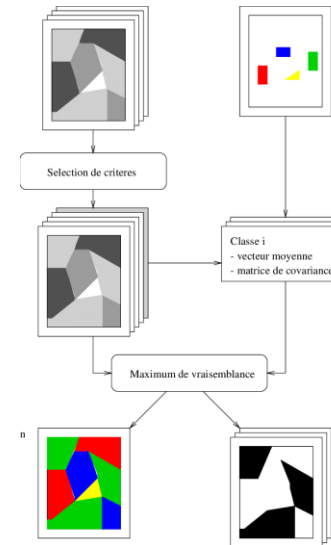 Selection de criteres
Classe i
- vecteur moyenne
- matrice de covariance
Maximum de vraisemblance
n